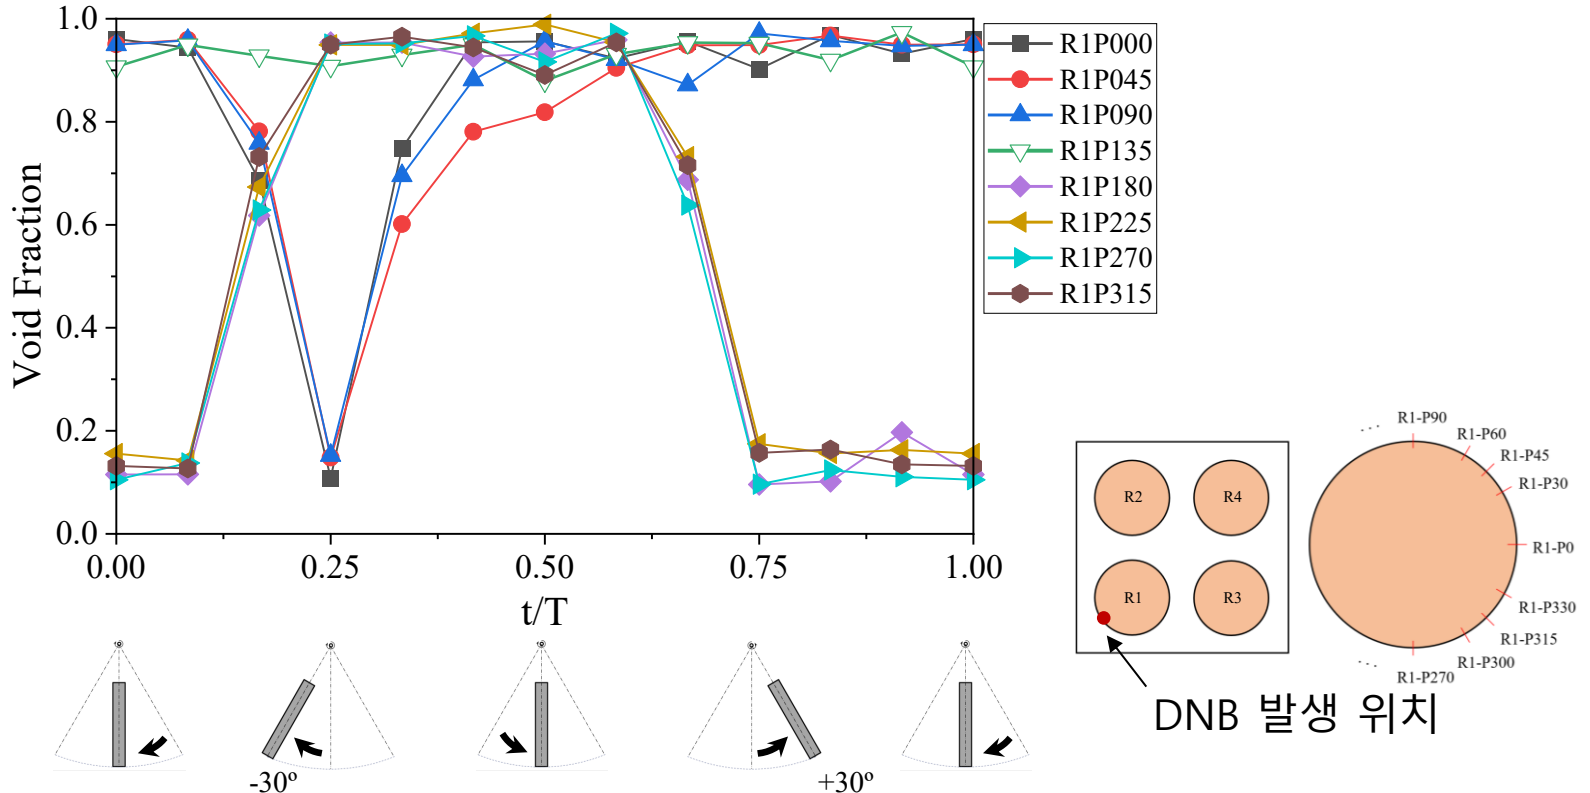 1.0
0.8
0.6
0.4
0.2
0.0
Void Fraction
0.00
0.25
0.50
0.75
1.00
t/T
R1P000
R1P045
R1P090
R1P135
R1P180
R1P225
R1P270
R1P315
-30º
+30º
R2
R4
R1
R3
DNB 발생 위치
...
R1-P90
R1-P60
R1-P45
R1-P30
R1-P0
R1-P330
R1-P315
R1-P300
R1-P270
...